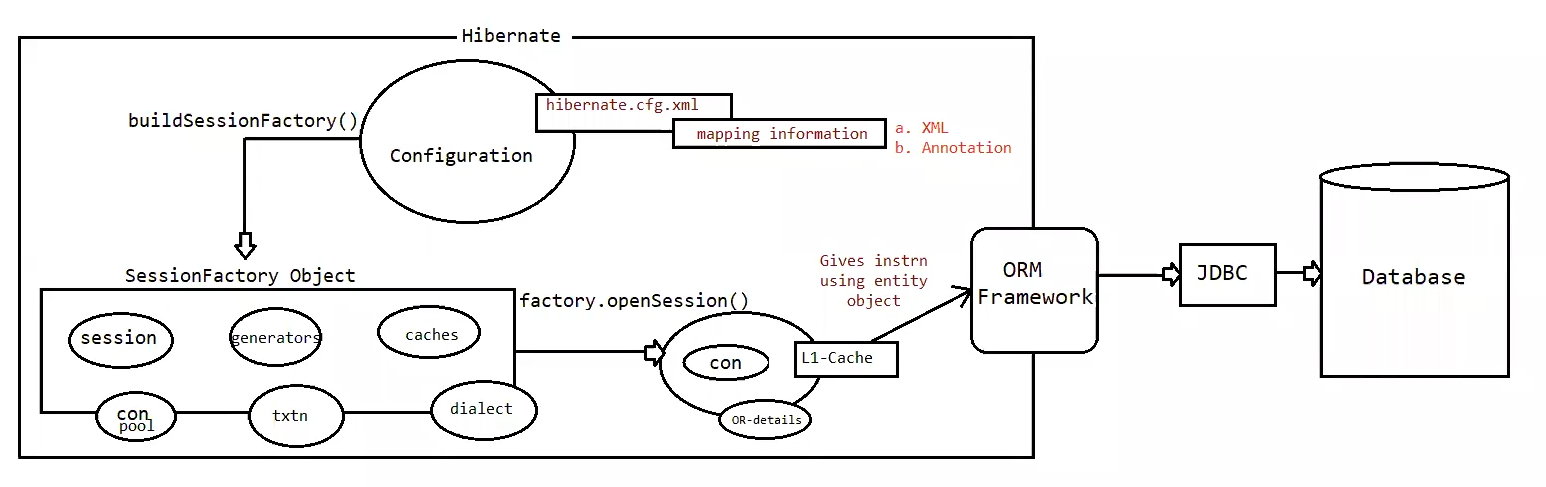 Hibernate
hibernate.cfg.xml
buildSessionFactory()
mapping information
a. XML
b. Annotation
Configuration
SessionFactory Object
session
generators
caches
con
pool
txtn
dialect
factory.openSession()
con
L1-Cache
OR-details
Gives instrn
using entity
object
ORM
Framework
JDBC
Database